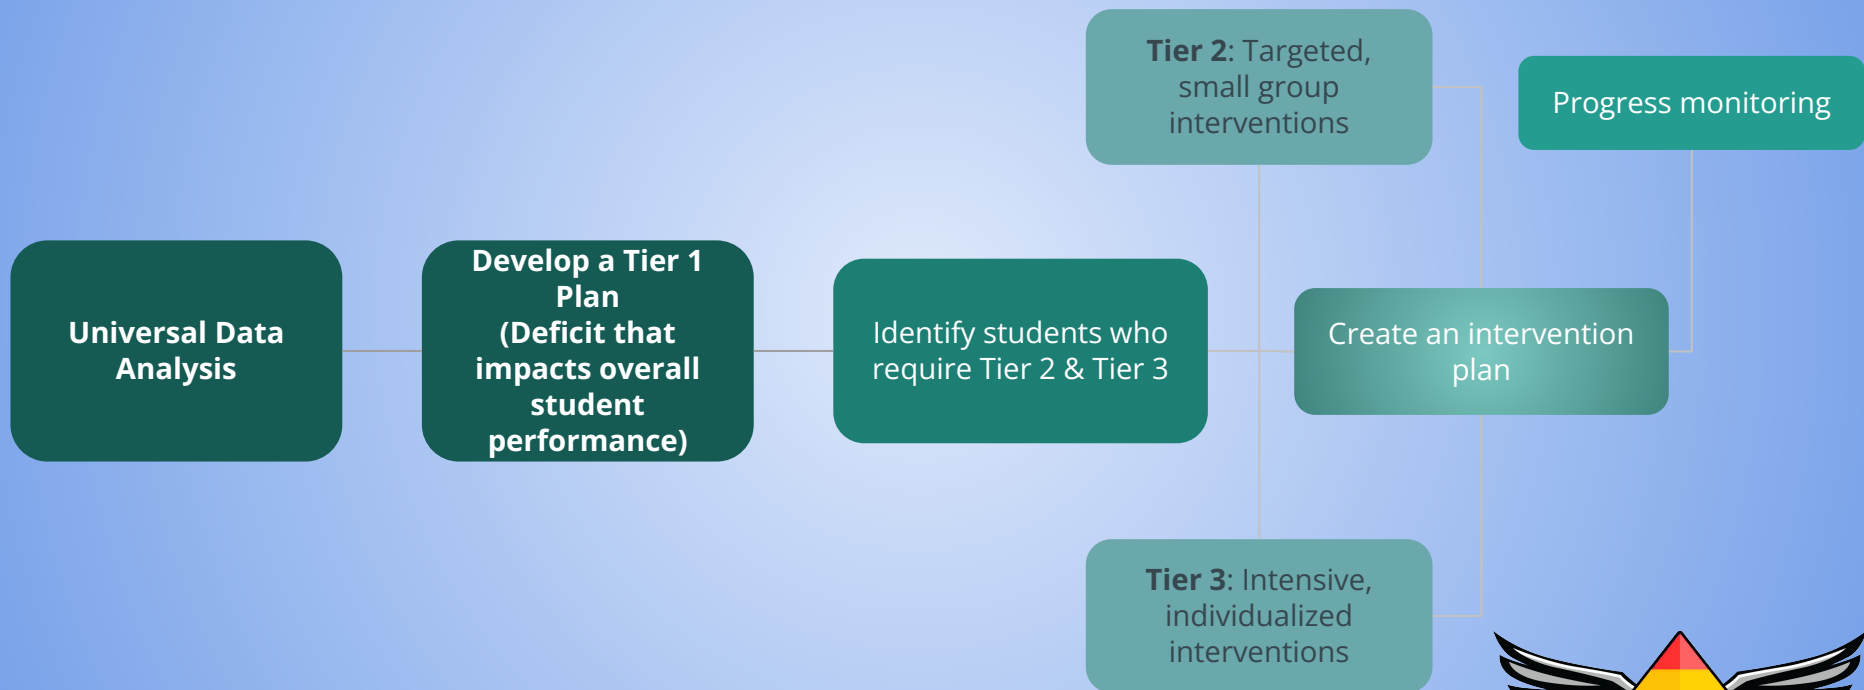 Universal Data
Analysis
Develop a Tier 1
Plan
(Deficit that
impacts overall
student
performance)
Identify students who
require Tier 2 & Tier 3
Tier 2: Targeted,
small group
interventions
Tier 3: Intensive,
individualized
interventions
Create an intervention
plan
Progress monitoring